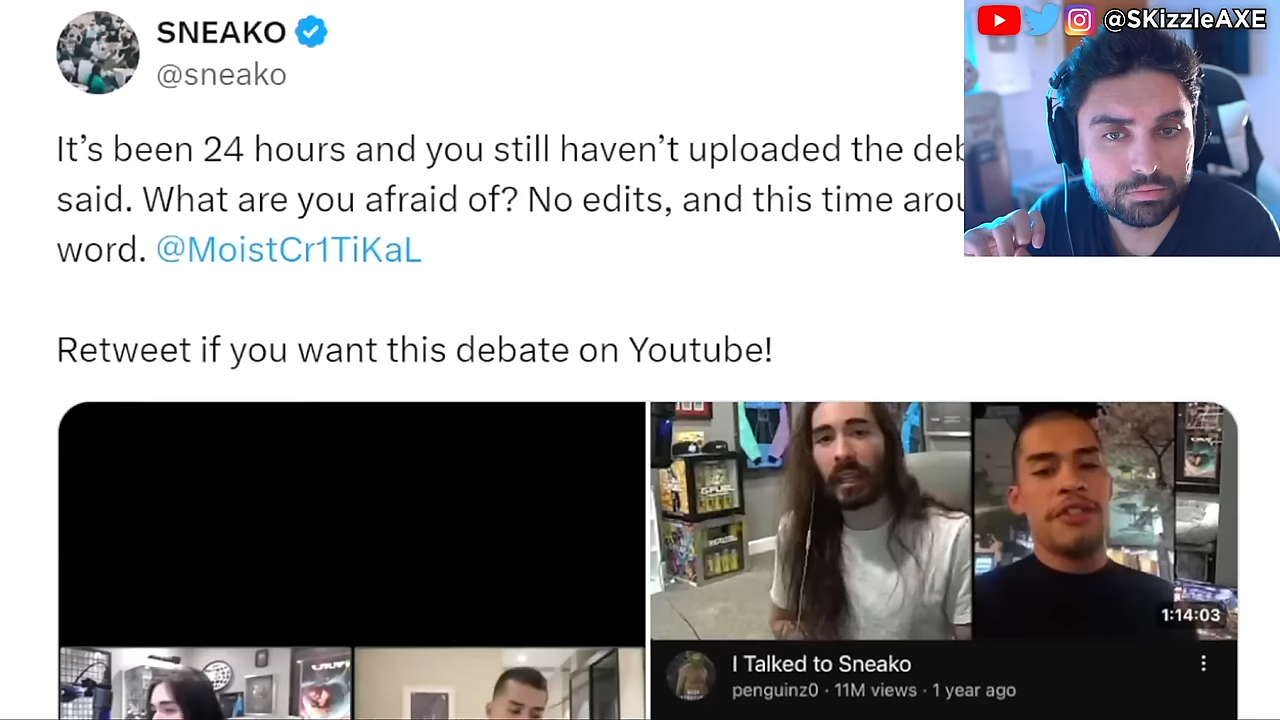 @SKizzleAXE
SNEAKO
@sneako
It’s been 24 hours and you still haven’t uploaded the
said. What are you afraid of? No edits, and this time
word. @MoistCr1TiKaL
Retweet if you want this debate on Youtube!
G FUEL
1:14:03
I Talked to Sneako
penguinz0 · 11M views · 1 year ago